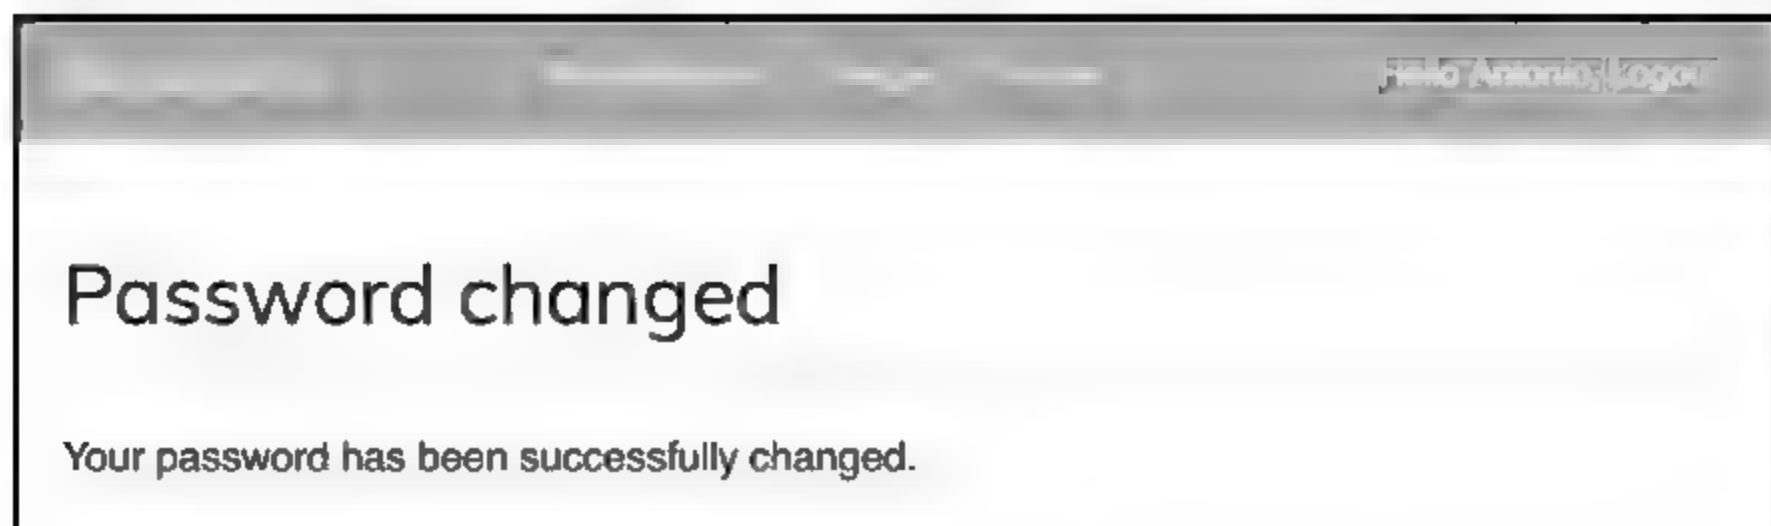 Hello Antonio, Logout
Password changed
Your password has been successfully changed.